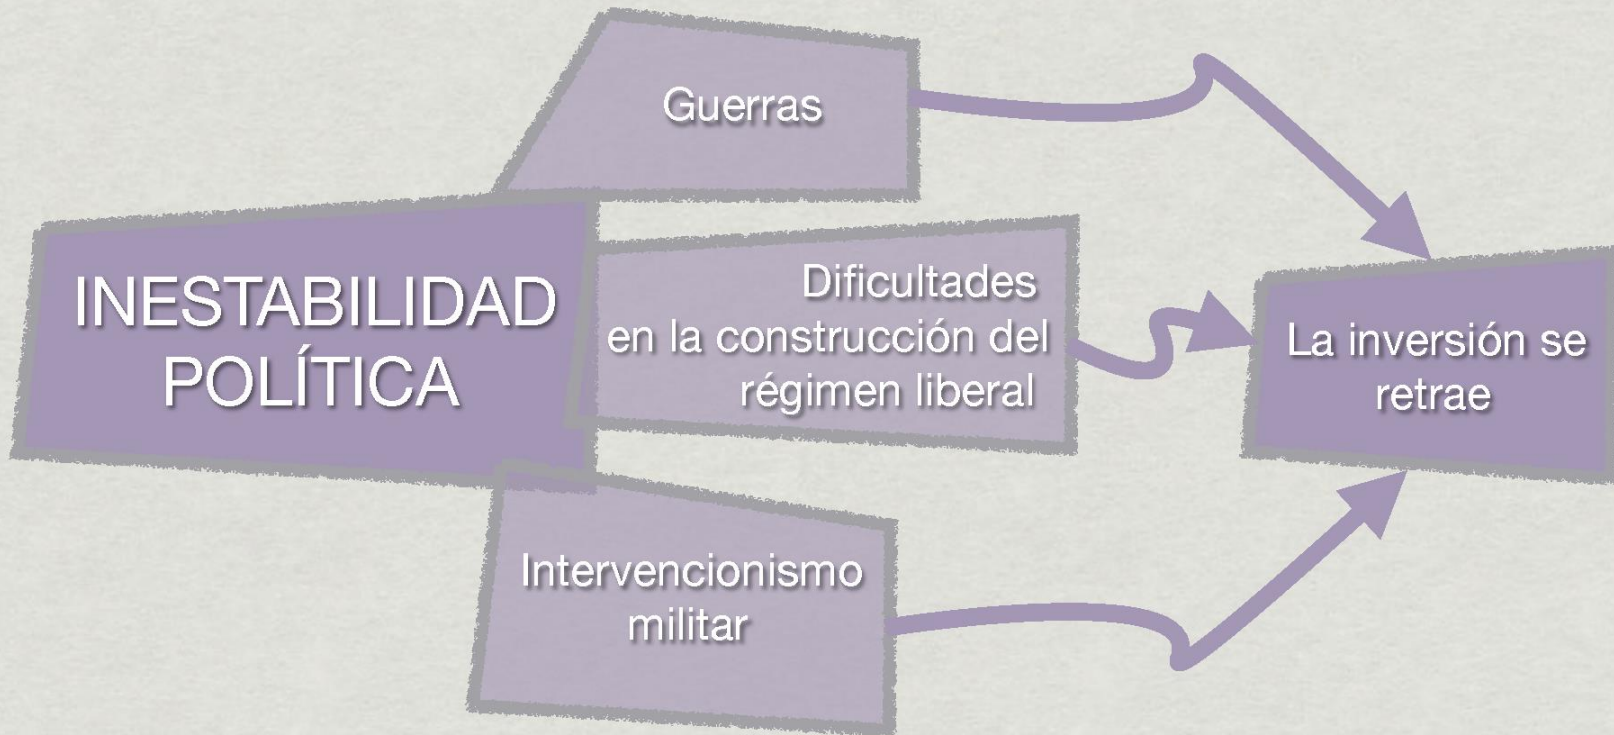 Guerras
INESTABILIDAD
POLÍTICA
Dificultades
en la construcción del
régimen liberal
La inversión se
retrae
Intervencionismo
militar